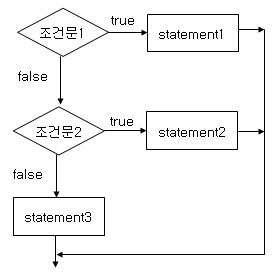 조건문1
true
statement1
false
조건문2
true
statement2
false
statement3